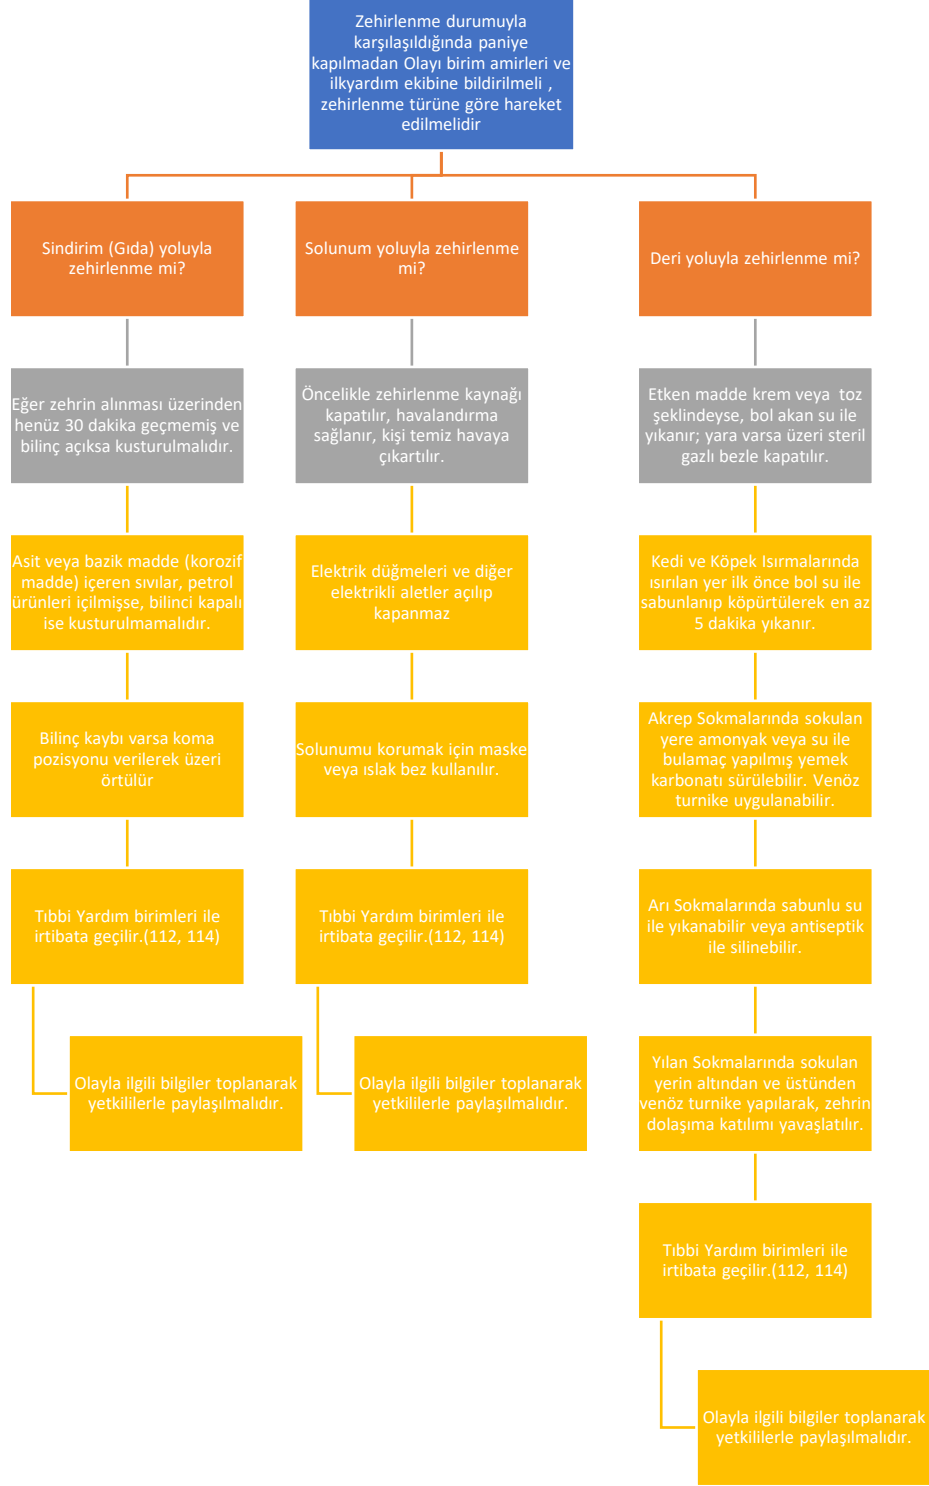 Zehirlenme durumuyla
karşılaşıldığında paniye
kapılmadan Olayı birim amirleri ve
ilkyardım ekibine bildirilmeli ,
zehirlenme türüne göre hareket
edilmelidir
Sindirim (Gıda) yoluyla
zehirlenme mi?
Eğer zehrin alınması üzerinden
henüz 30 dakika geçmemiş ve
bilinç açıksa kusturulmalıdır.
Asit veya bazik madde (korozif
madde) içeren sıvılar, petrol
ürünleri içilmişse, bilinci kapalı
ise kusturulmamalıdır.
Bilinç kaybı varsa koma
pozisyonu verilerek üzeri
örtülür
Tıbbi Yardım birimleri ile
irtibata geçilir.(112, 114)
Olayla ilgili bilgiler toplanarak
yetkililerle paylaşılmalıdır.
Solunum yoluyla zehirlenme
mi?
Öncelikle zehirlenme kaynağı
kapatılır, havalandırma
sağlanır, kişi temiz havaya
çıkartılır.
Elektrik düğmeleri ve diğer
elektrikli aletler açılıp
kapanmaz
Solunumu korumak için maske
veya ıslak bez kullanılır.
Tıbbi Yardım birimleri ile
irtibata geçilir.(112, 114)
Olayla ilgili bilgiler toplanarak
yetkililerle paylaşılmalıdır.
Deri yoluyla zehirlenme mi?
Etken madde krem veya  toz
şeklindeyse, bol akan su ile
yıkanır; yara varsa üzeri steril
gazlı bezle kapatılır.
Kedi ve Köpek Isırmalarında
ısırılan yer ilk önce bol su ile
sabunlanıp köpürtülerek en az
5 dakika yıkanır.
Akrep Sokmalarında sokulan
yere amonyak veya su ile
bulamaç yapılmış yemek
karbonatı sürülebilir. Venöz
turnike uygulanabilir.
Arı Sokmalarında sabunlu su
ile yıkanabilir veya antiseptik
ile silinebilir.
Yılan Sokmalarında sokulan
yerin altından ve üstünden
venöz turnike yapılarak, zehrin
dolaşıma katılımı yavaşlatılır.
Tıbbi Yardım birimleri ile
irtibata geçilir.(112, 114)
Olayla ilgili bilgiler toplanarak
yetkililerle paylaşılmalıdır.